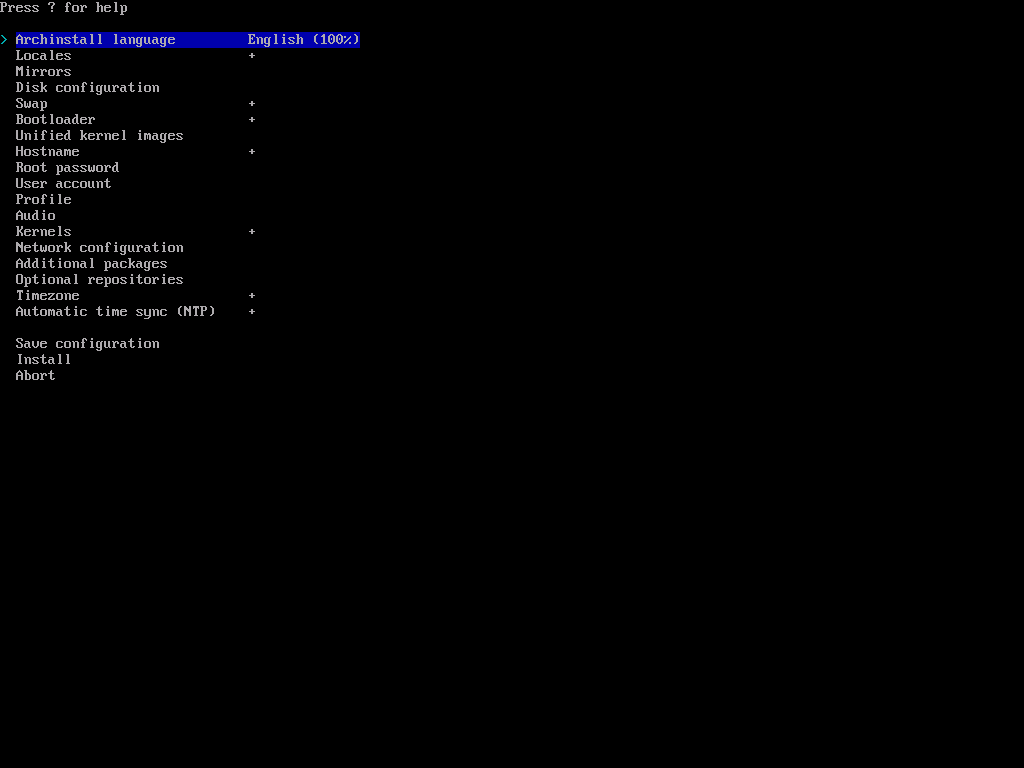 Press ? for help
> Archinstall language English (100%)
Locales +
Mirrors
Disk configuration
Swap +
Bootloader +
Unified kernel images
Hostname +
Root password
User account
Profile
Audio
Kernels +
Network configuration
Additional packages
Optional repositories
Timezone +
Automatic time sync (NTP) +
Save configuration
Install
Abort